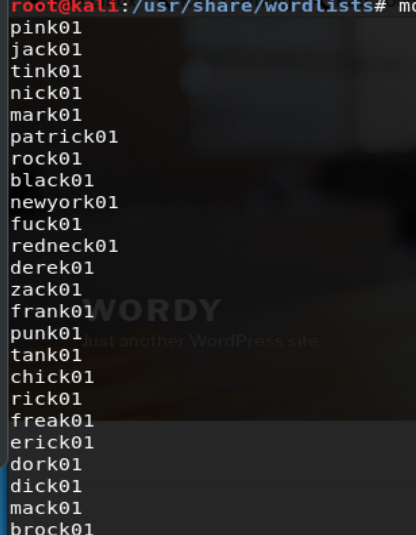 root@kali:/usr/share/wordlists# mo
pink01
jack01
tink01
nick01
mark01
patrick01
rock01
black01
newyork01
fuck01
redneck01
derek01
zack01
frank01
WORDY
punk01
Just another WordPress site
tank01
chick01
rick01
freak01
erick01
dork01
dick01
mack01
brock01